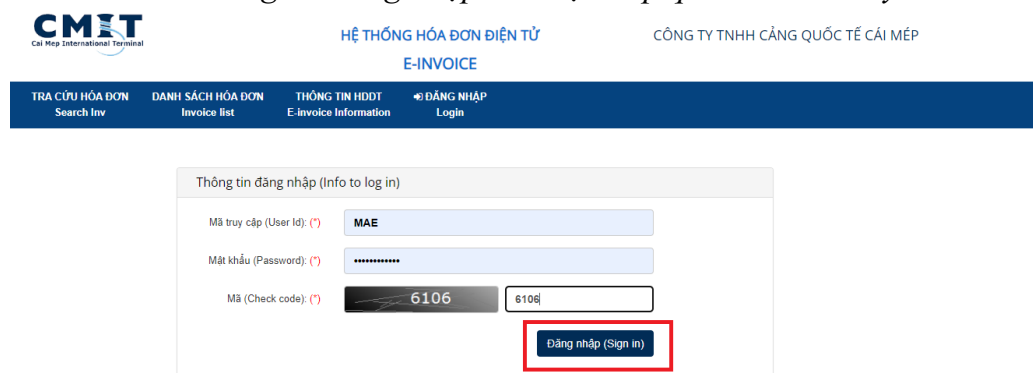 CMIT
Cai Mep International Terminal
HỆ THỐNG HÓA ĐƠN ĐIỆN TỬ
E-INVOICE
CÔNG TY TNHH CẢNG QUỐC TẾ CÁI MÉP
TRA CỨU HÓA ĐƠN DANH SÁCH HÓA ĐƠN THÔNG TIN HDDT ĐĂNG NHẬP
Search Inv Invoice list E-invoice Information Login
Thông tin đăng nhập (Info to log in)
Mã truy cập (User Id): (*) MAE
Mật khẩu (Password): (*) ••••••••••••
Mã (Check code): (*) 6106 6106
Đăng nhập (Sign in)